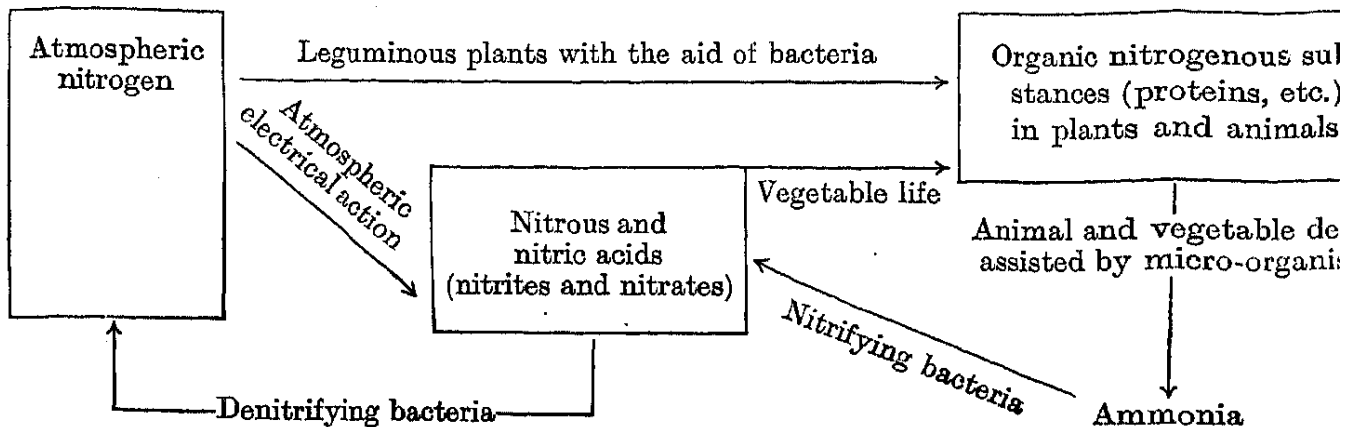 Atmospheric
nitrogen
Leguminous plants with the aid of bacteria
Organic nitrogenous sul
stances (proteins, etc.)
in plants and animals
Atmospheric
electrical action
Vegetable life
Nitrous and
nitric acids
(nitrites and nitrates)
Animal and vegetable de
assisted by micro-organi
Nitrifying bacteria
Denitrifying bacteria
Ammonia